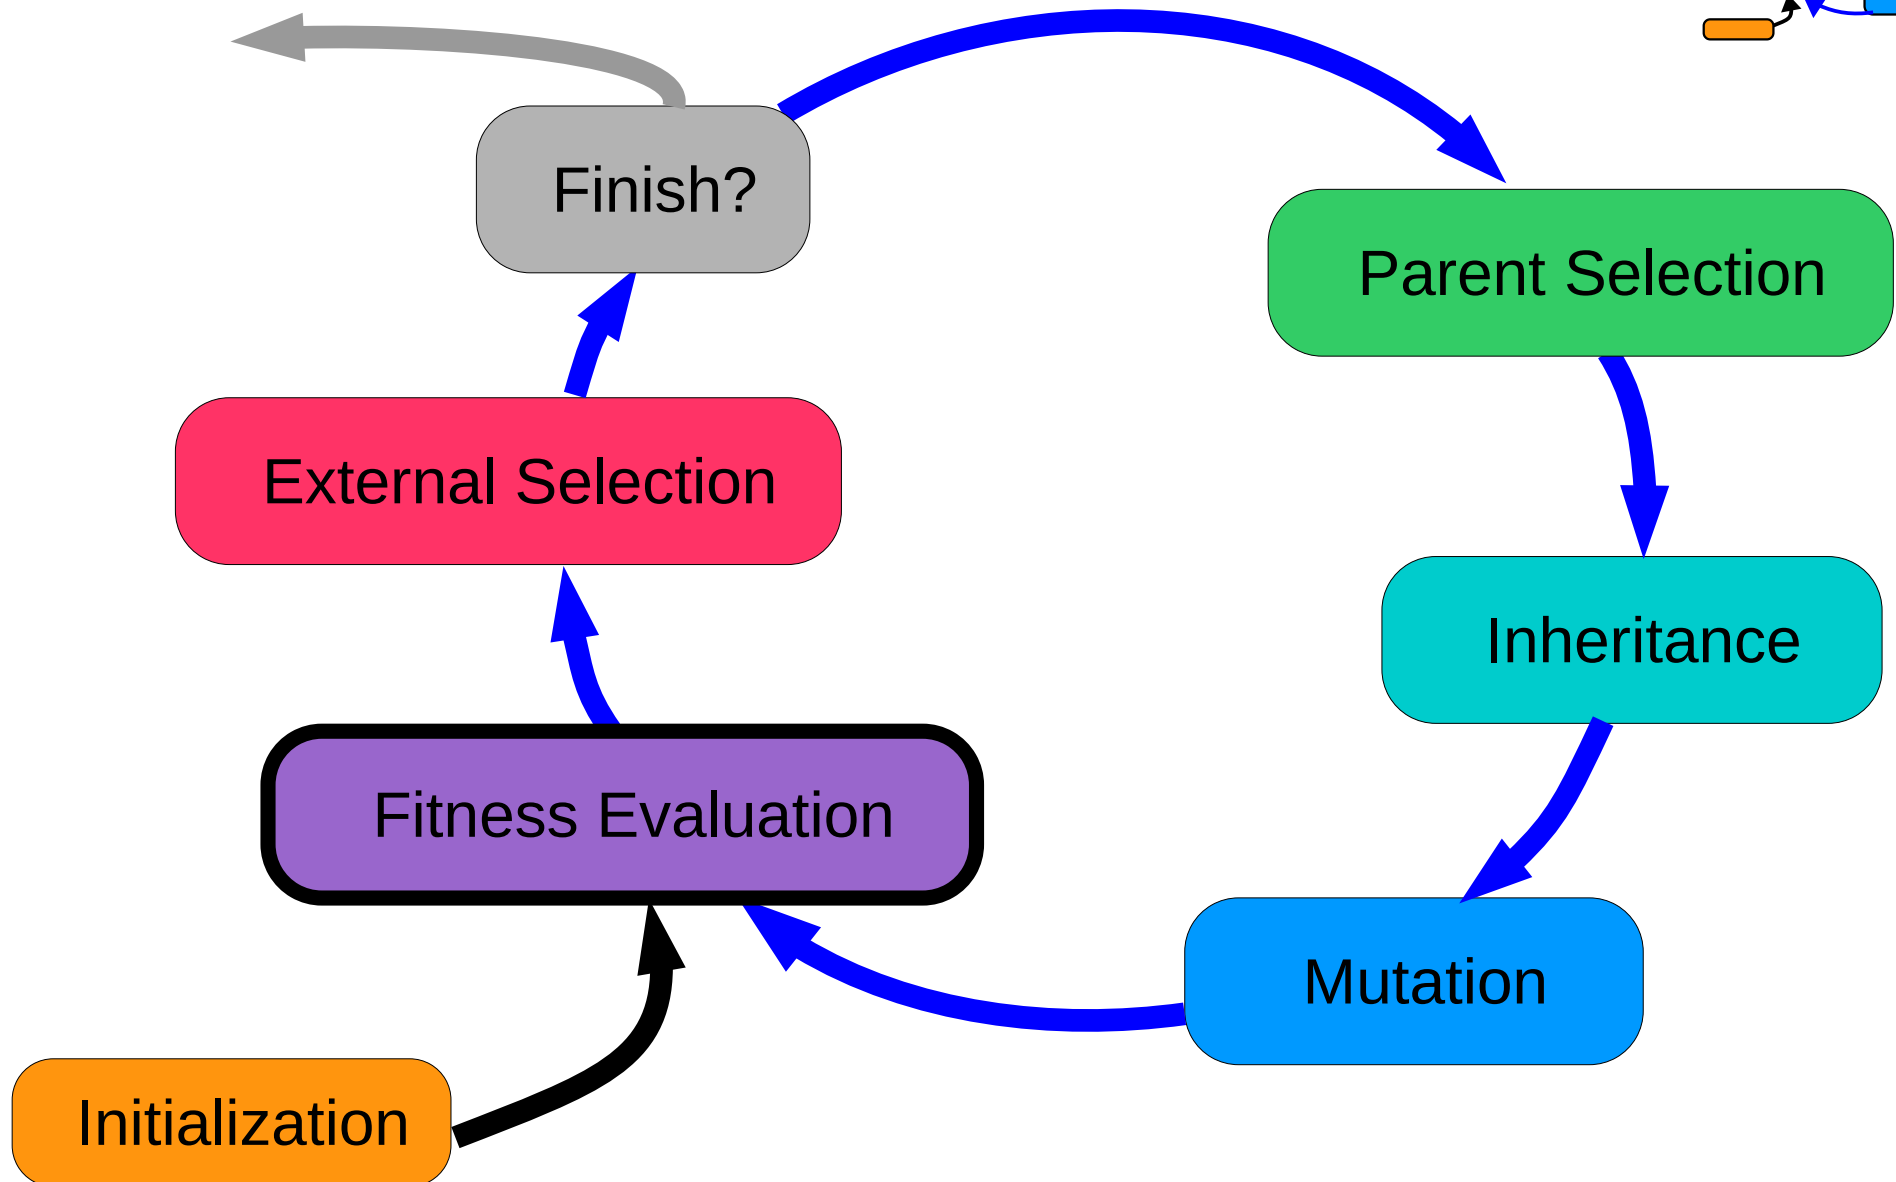 Finish?
Parent Selection
External Selection
Inheritance
Fitness Evaluation
Mutation
Initialization